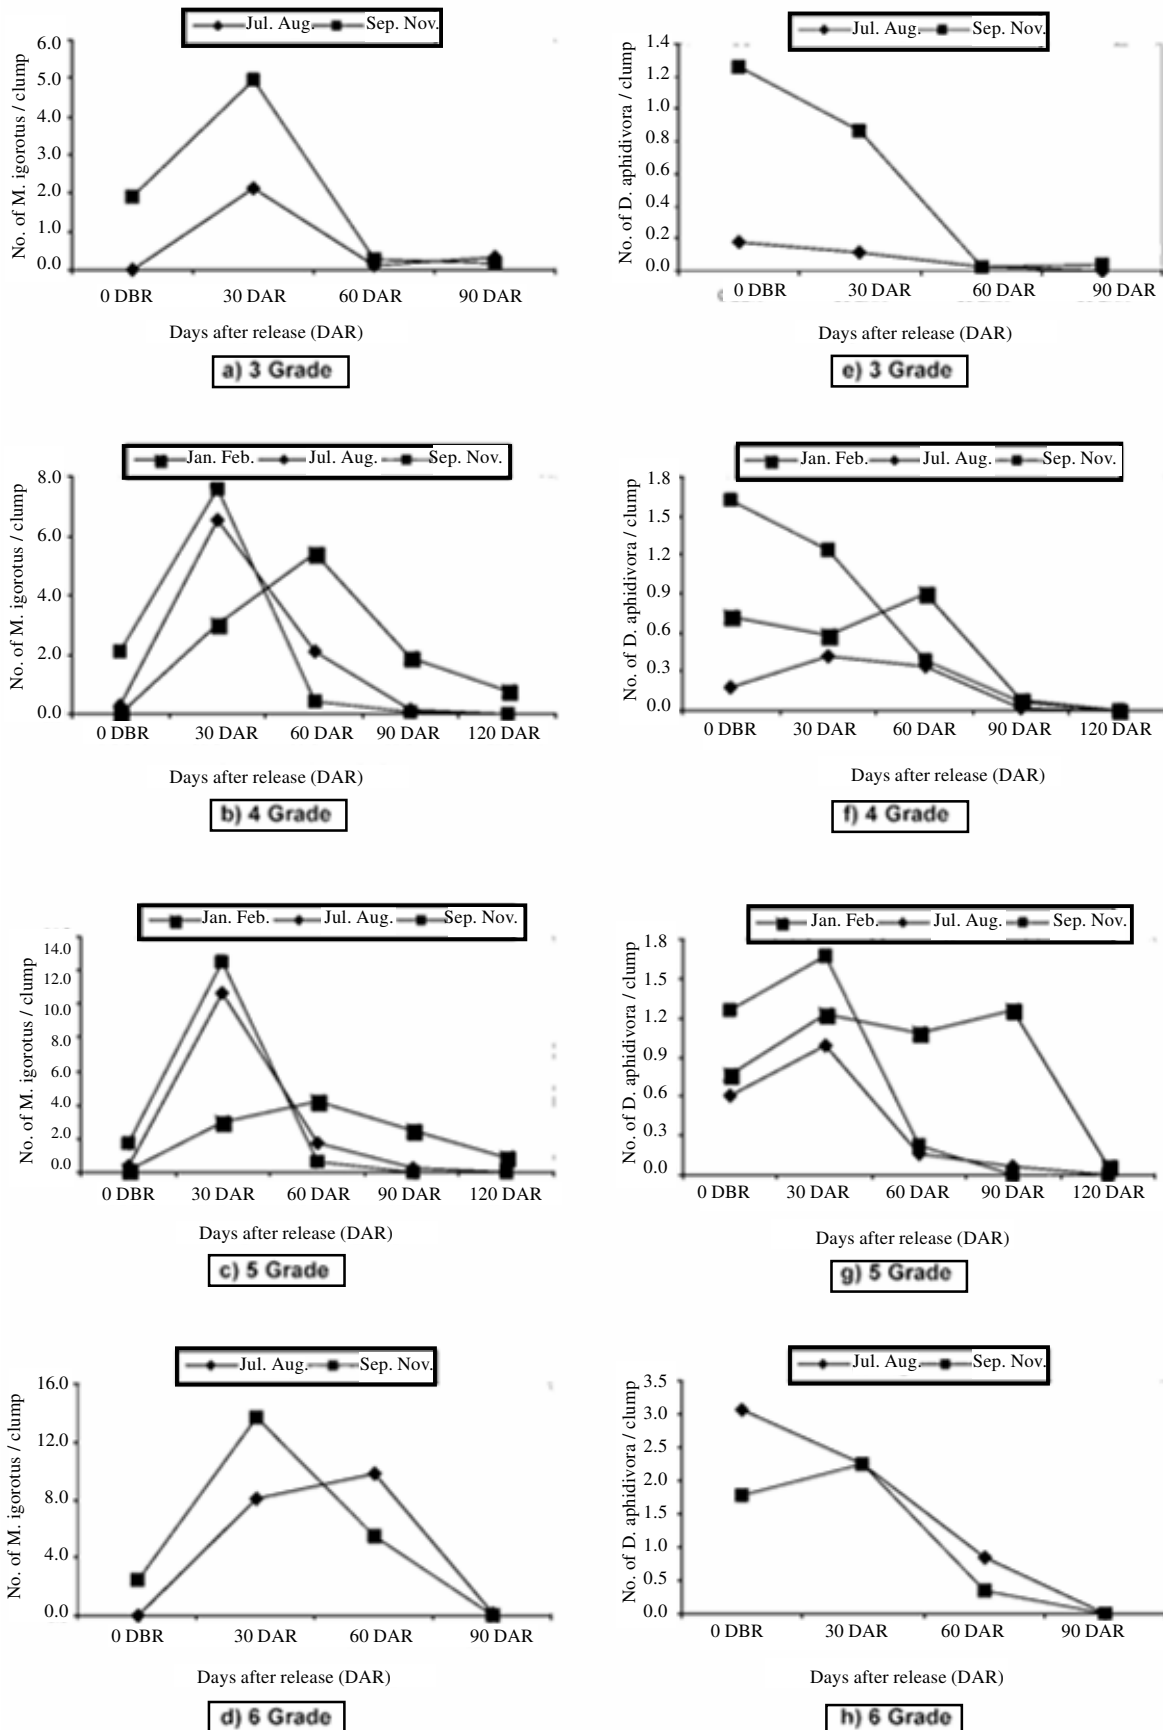 Jul. Aug. Sep. Nov.
No. of M. igorotus / clump
6.0
5.0
4.0
3.0
2.0
1.0
0.0
0 DBR 30 DAR 60 DAR 90 DAR
Days after release (DAR)
a) 3 Grade
Jul. Aug. Sep. Nov.
No. of D. aphidivora / clump
1.4
1.2
1.0
0.8
0.6
0.4
0.2
0.0
0 DBR 30 DAR 60 DAR 90 DAR
Days after release (DAR)
e) 3 Grade
Jan. Feb. Jul. Aug. Sep. Nov.
No. of M. igorotus / clump
8.0
6.0
4.0
2.0
0.0
0 DBR 30 DAR 60 DAR 90 DAR 120 DAR
Days after release (DAR)
b) 4 Grade
Jan. Feb. Jul. Aug. Sep. Nov.
No. of D. aphidivora / clump
1.8
1.5
1.2
0.9
0.6
0.3
0.0
0 DBR 30 DAR 60 DAR 90 DAR 120 DAR
Days after release (DAR)
f) 4 Grade
Jan. Feb. Jul. Aug. Sep. Nov.
No. of M. igorotus / clump
14.0
12.0
10.0
8.0
6.0
4.0
2.0
0.0
0 DBR 30 DAR 60 DAR 90 DAR 120 DAR
Days after release (DAR)
c) 5 Grade
Jan. Feb. Jul. Aug. Sep. Nov.
No. of D. aphidivora / clump
1.8
1.5
1.2
0.9
0.6
0.3
0.0
0 DBR 30 DAR 60 DAR 90 DAR 120 DAR
Days after release (DAR)
g) 5 Grade
Jul. Aug. Sep. Nov.
No. of M. igorotus / clump
16.0
12.0
8.0
4.0
0.0
0 DBR 30 DAR 60 DAR 90 DAR
Days after release (DAR)
d) 6 Grade
Jul. Aug. Sep. Nov.
No. of D. aphidivora / clump
3.5
3.0
2.5
2.0
1.5
1.0
0.5
0.0
0 DBR 30 DAR 60 DAR 90 DAR
Days after release (DAR)
h) 6 Grade